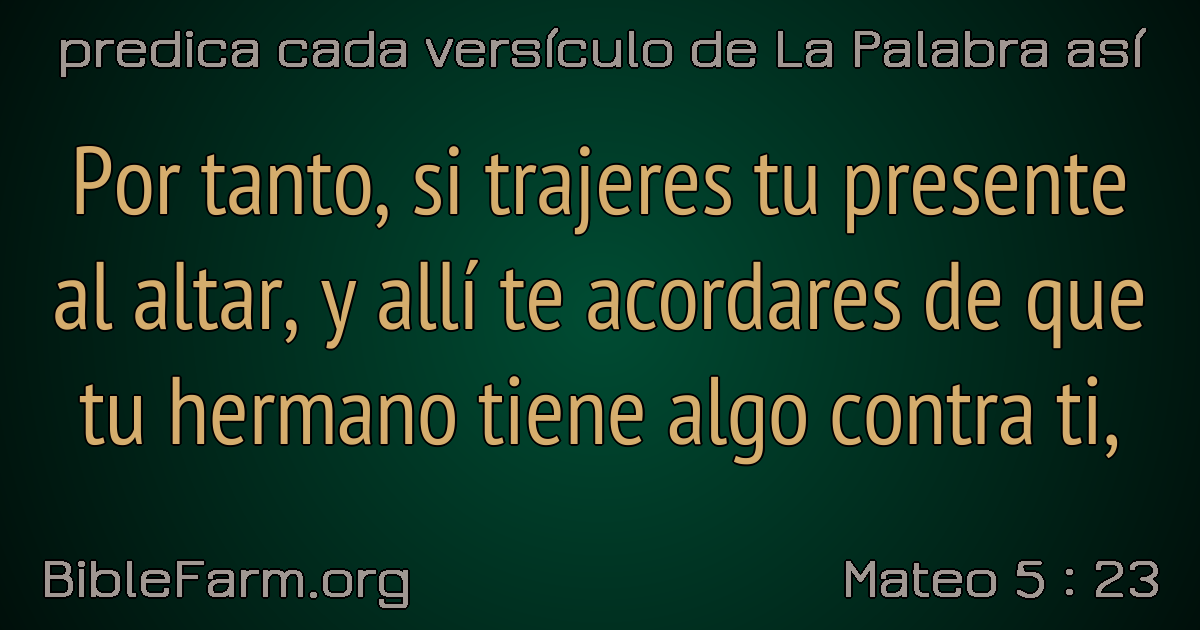 predica cada versículo de La Palabra así
Por tanto, si trajeres tu presente
al altar, y allí te acordares de que
tu hermano tiene algo contra ti,
BibleFarm.org
Mateo 5 : 23